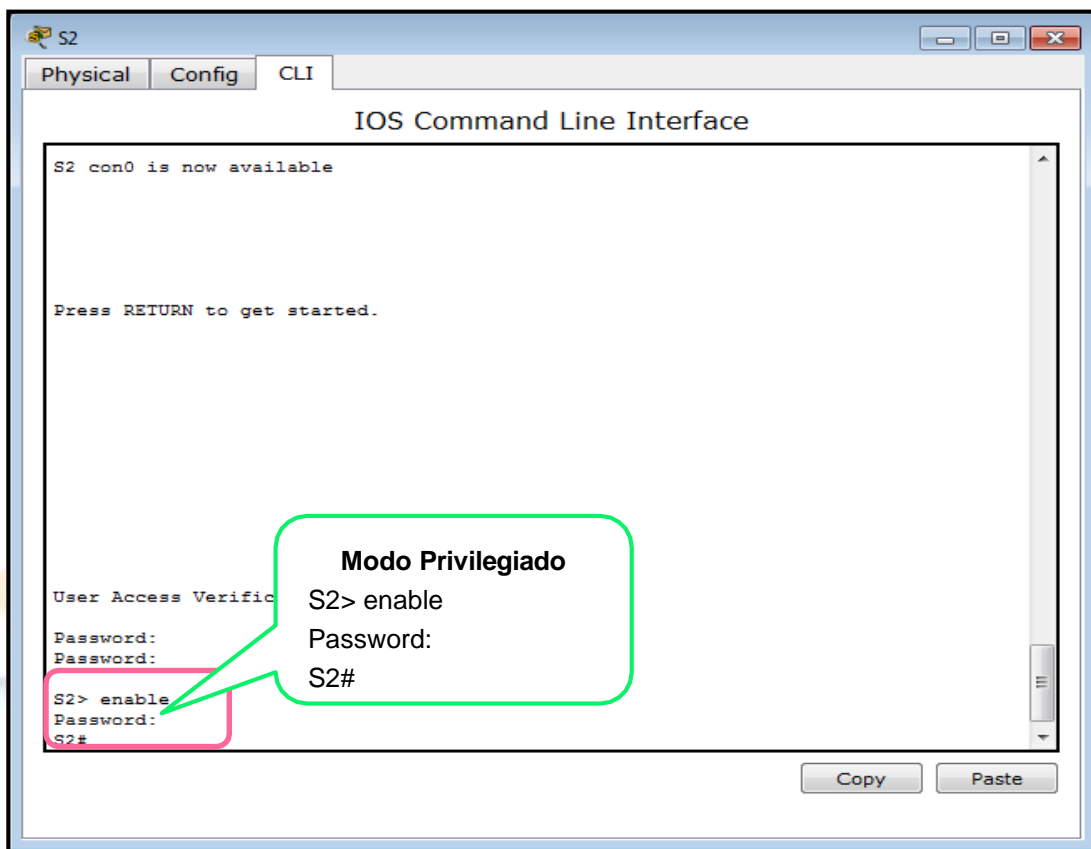 S2
Physical Config CLI
IOS Command Line Interface
S2 con0 is now available
Press RETURN to get started.
User Access Verific
Password:
Password:
S2> enable
Password:
S2#
Modo Privilegiado
S2> enable
Password:
S2#
Copy Paste